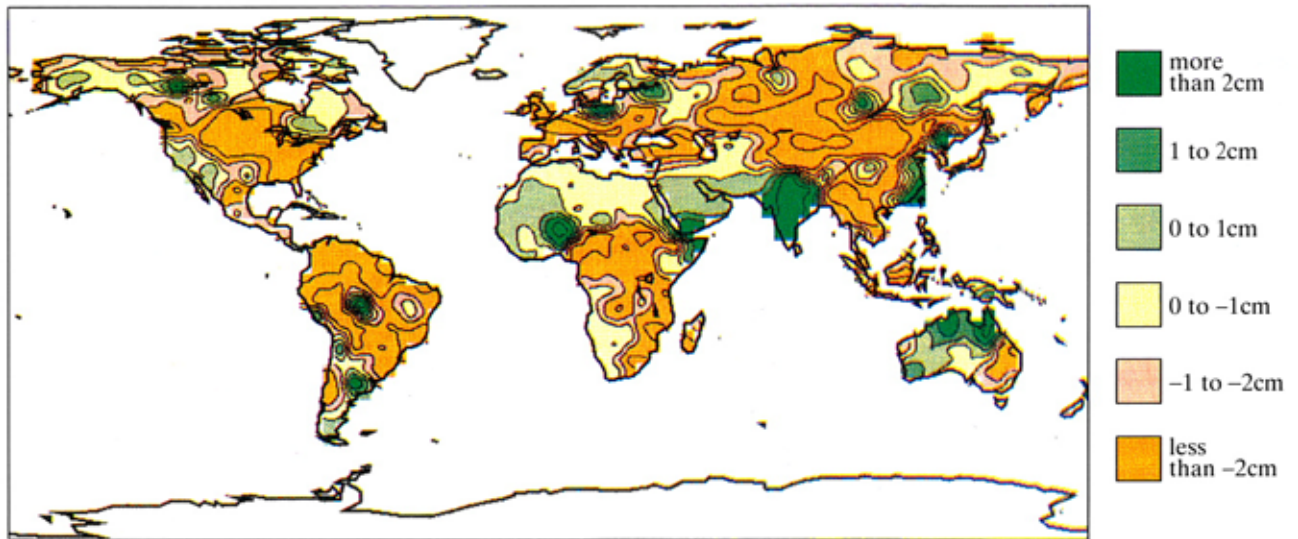 more
than 2cm
1 to 2cm
0 to 1cm
0 to –1cm
–1 to –2cm
less
than –2cm